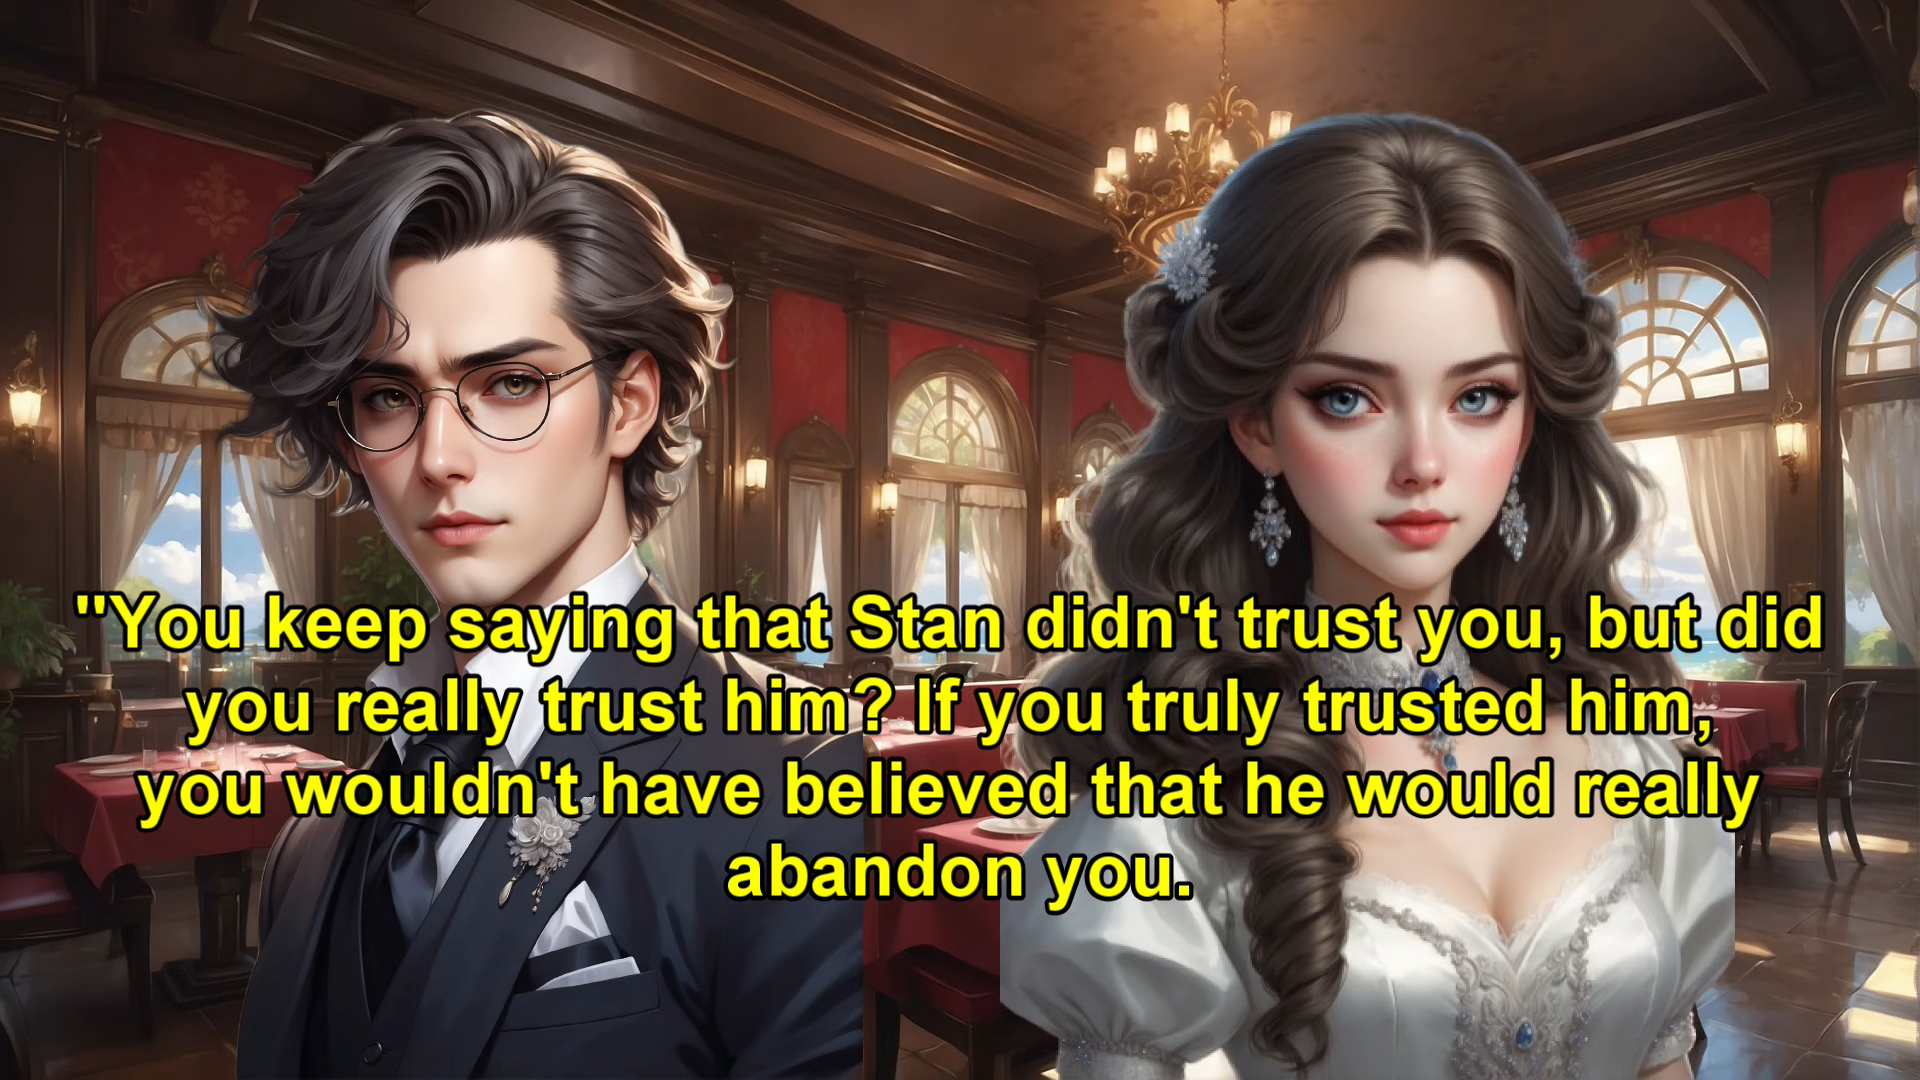 "You keep saying that Stan didn't trust you, but did
you really trust him? If you truly trusted him,
you wouldn't have believed that he would really
abandon you.